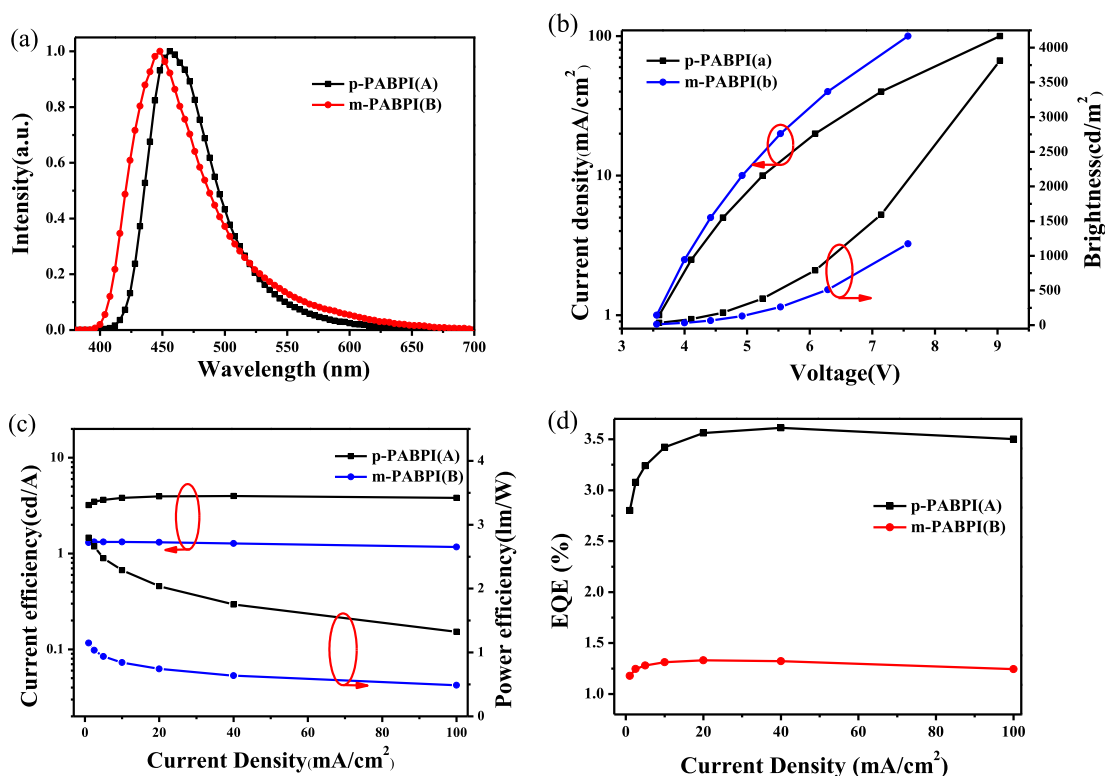 (a)
1.0
0.8
0.6
0.4
0.2
0.0
Intensity(a.u.)
p-PABPI(A)
m-PABPI(B)
400 450 500 550 600 650 700
Wavelength (nm)
(b)
100
10
1
Current density(mA/cm²)
p-PABPI(a)
m-PABPI(b)
4000
3500
3000
2500
2000
1500
1000
500
0
Brightness(cd/m²)
3 4 5 6 7 8 9 10
Voltage(V)
(c)
10
1
0.1
Current efficiency(cd/A)
p-PABPI(A)
m-PABPI(B)
4
3
2
1
0
Power efficiency(lm/W)
0 20 40 60 80 100
Current Density(mA/cm²)
(d)
3.5
3.0
2.5
2.0
1.5
1.0
EQE (%)
p-PABPI(A)
m-PABPI(B)
0 20 40 60 80 100
Current Density (mA/cm²)